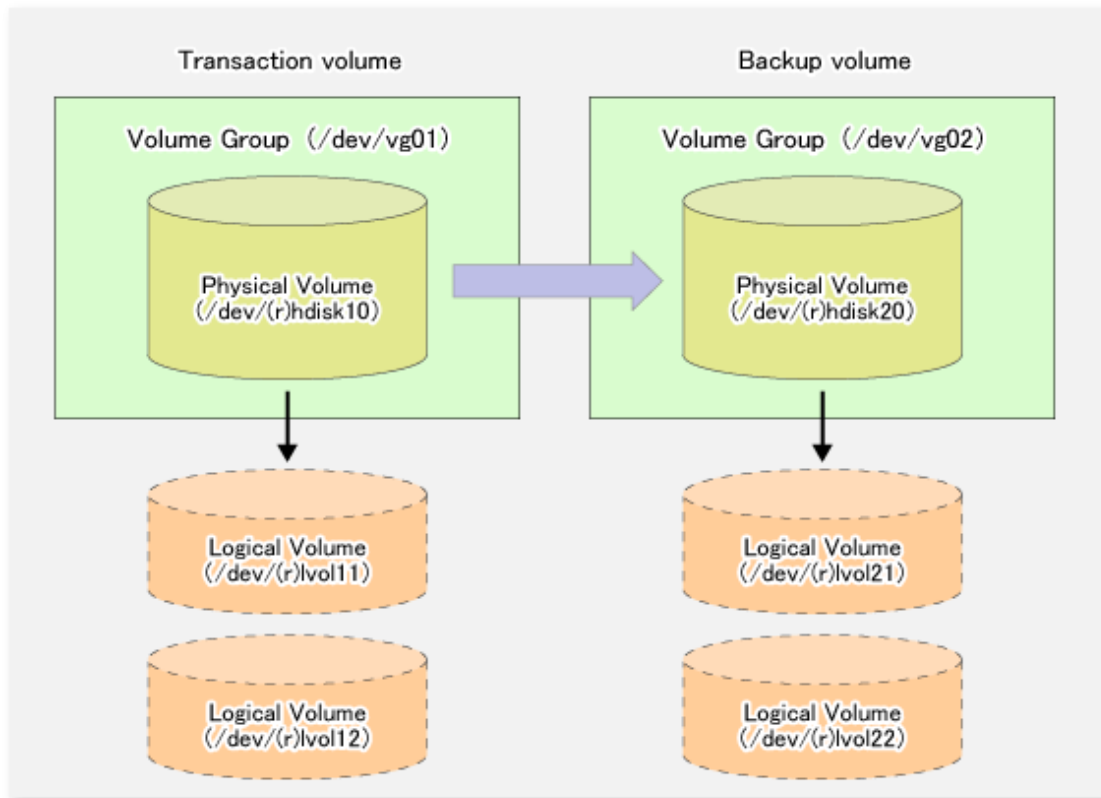 Transaction volume
Backup volume
Volume Group (/dev/vg01)
Volume Group (/dev/vg02)
Physical Volume
(/dev/(r)hdisk10)
Physical Volume
(/dev/(r)hdisk20)
Logical Volume
(/dev/(r)lvol11)
Logical Volume
(/dev/(r)lvol21)
Logical Volume
(/dev/(r)lvol12)
Logical Volume
(/dev/(r)lvol22)